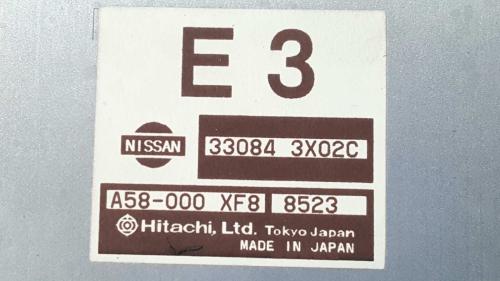 E 3
NISSAN 33084 3X02C
A58-000 XF8 8523
Hitachi, Ltd. Tokyo Japan
MADE IN JAPAN